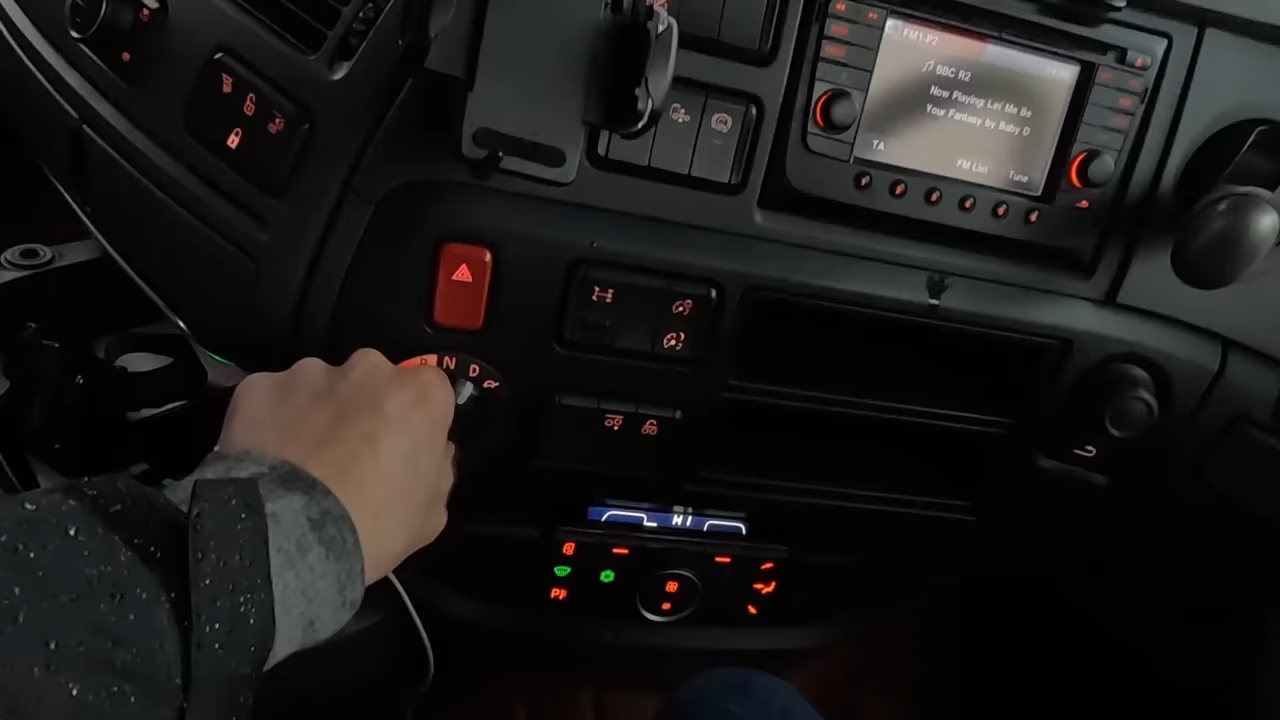 FM1-P2
BBC R2
Now Playing: Let Me Be
Your Fantasy by Baby D
TA
FM List
Tune
R N D
HI